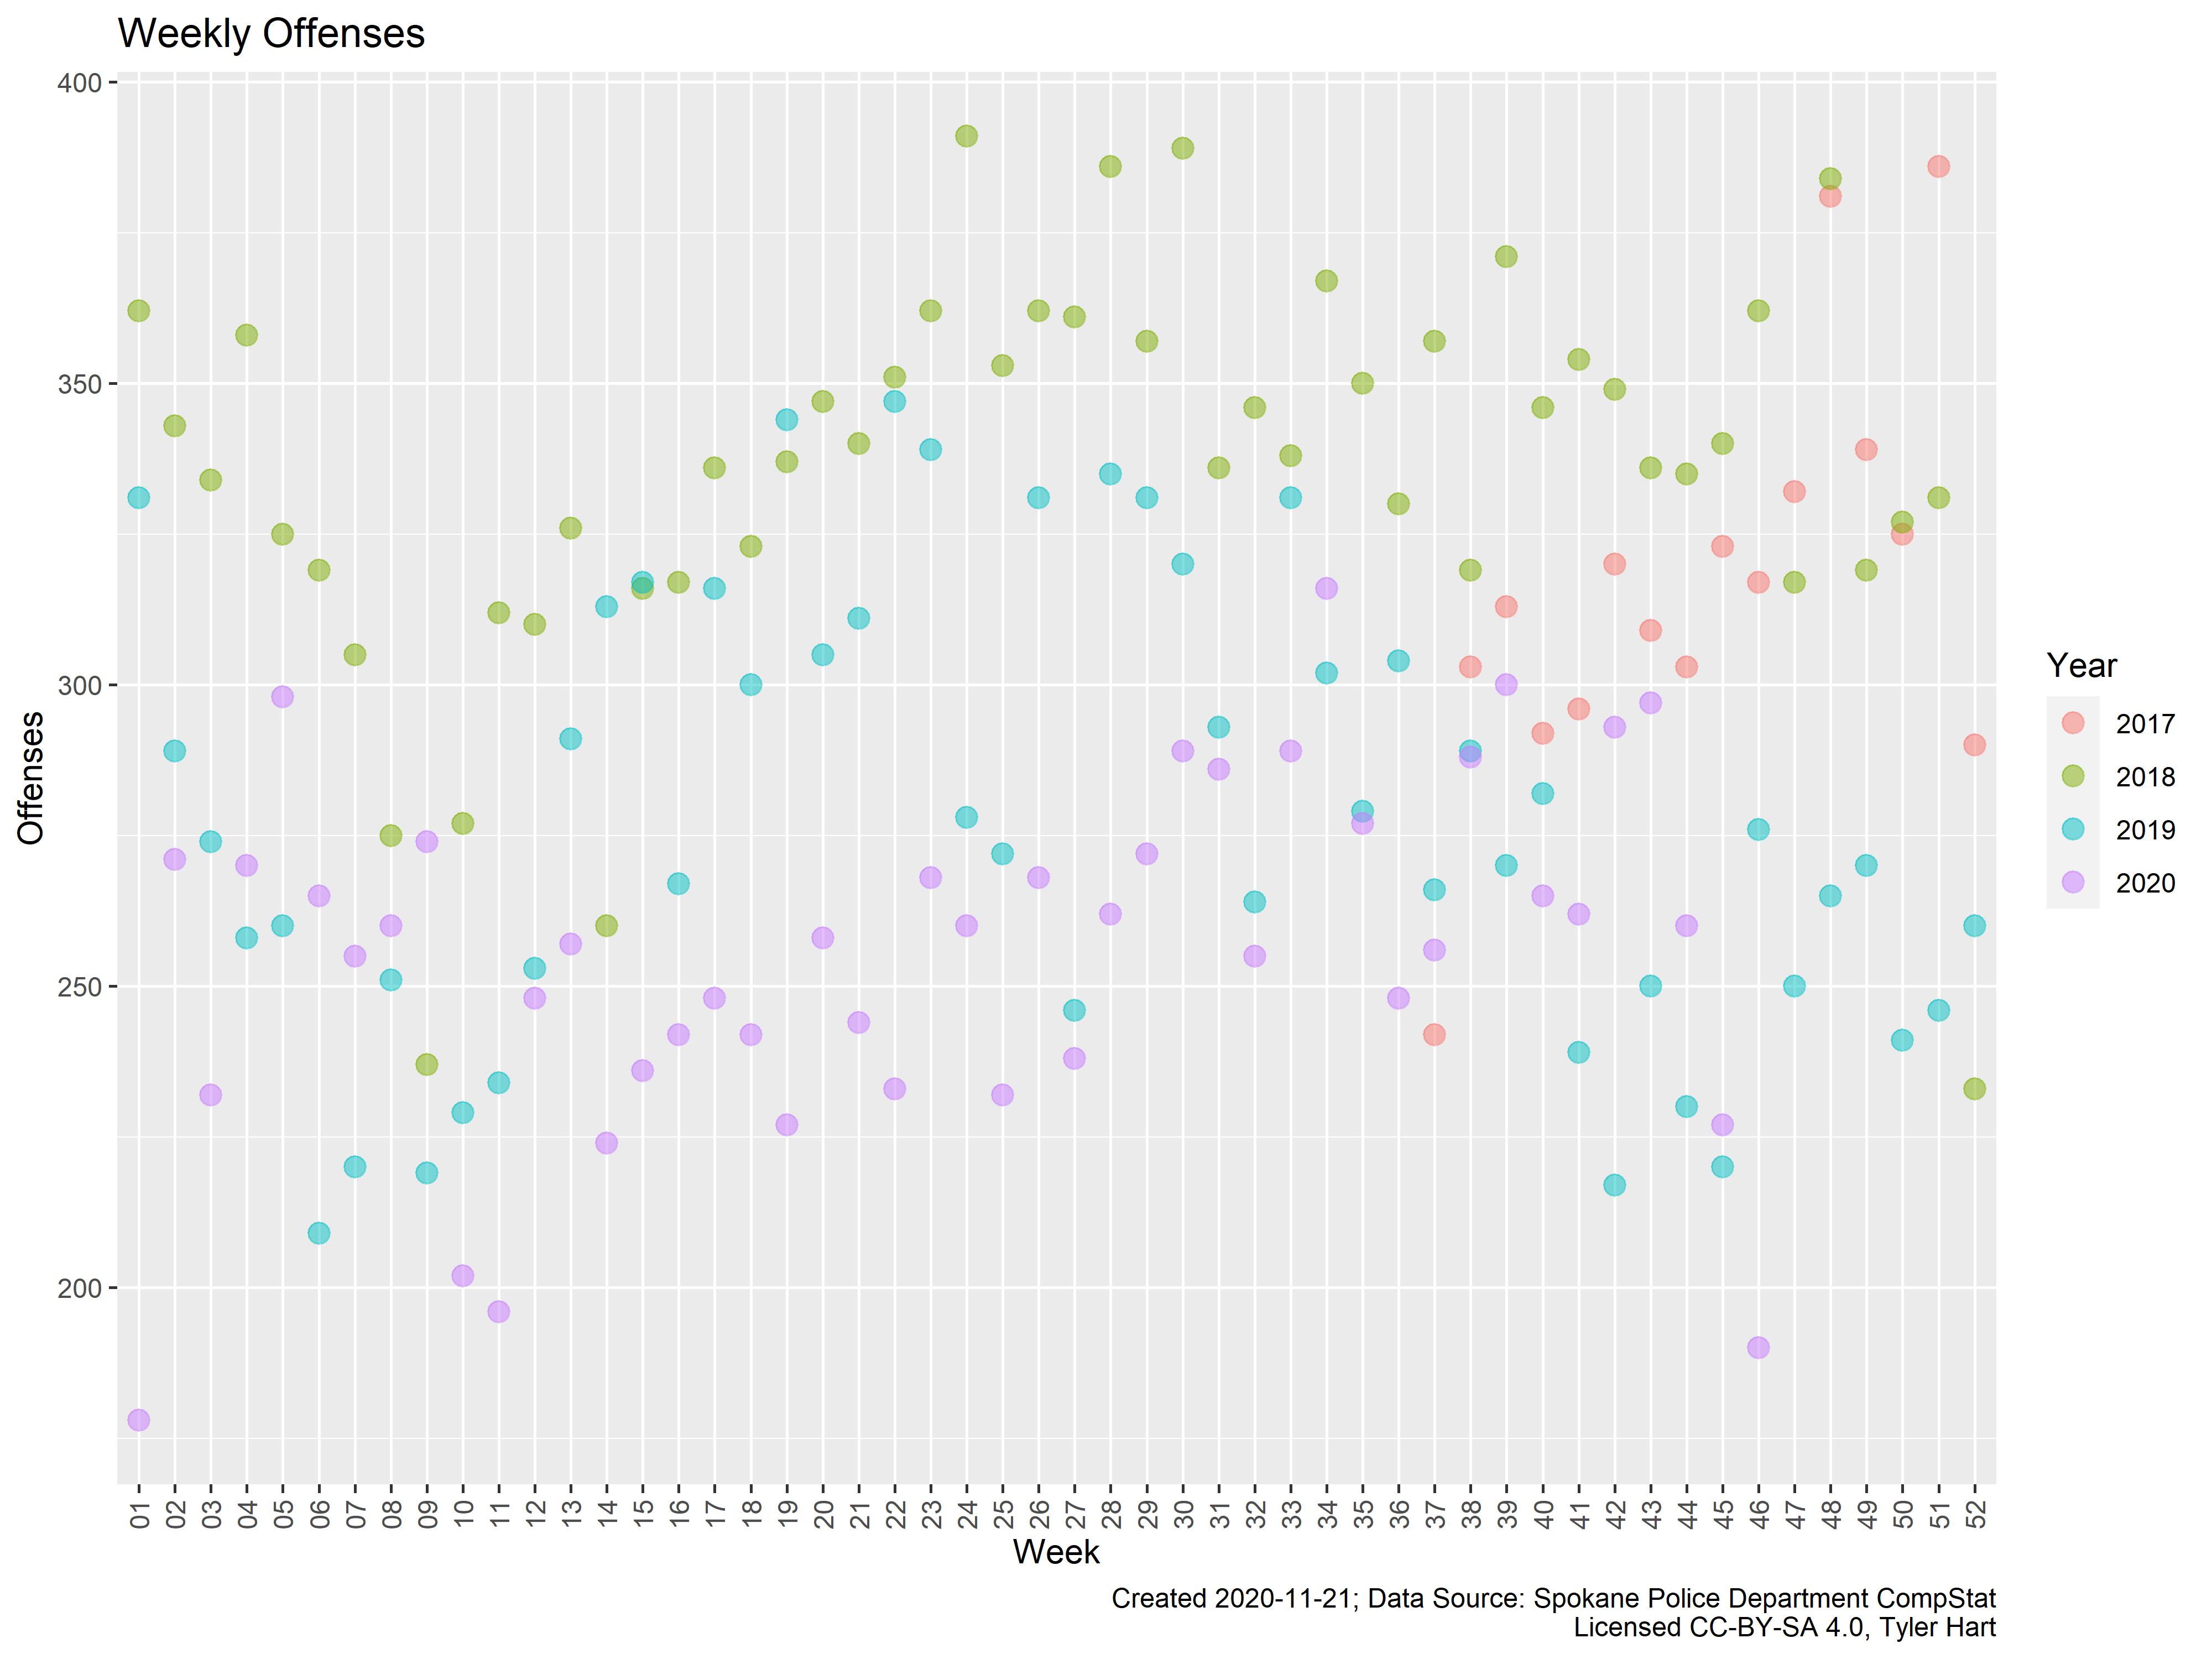 Weekly Offenses
400
350
300
250
200
Offenses
01 02 03 04 05 06 07 08 09 10 11 12 13 14 15 16 17 18 19 20 21 22 23 24 25 26 27 28 29 30 31 32 33 34 35 36 37 38 39 40 41 42 43 44 45 46 47 48 49 50 51 52
Week
Year
2017
2018
2019
2020
Created 2020-11-21; Data Source: Spokane Police Department CompStat
Licensed CC-BY-SA 4.0, Tyler Hart